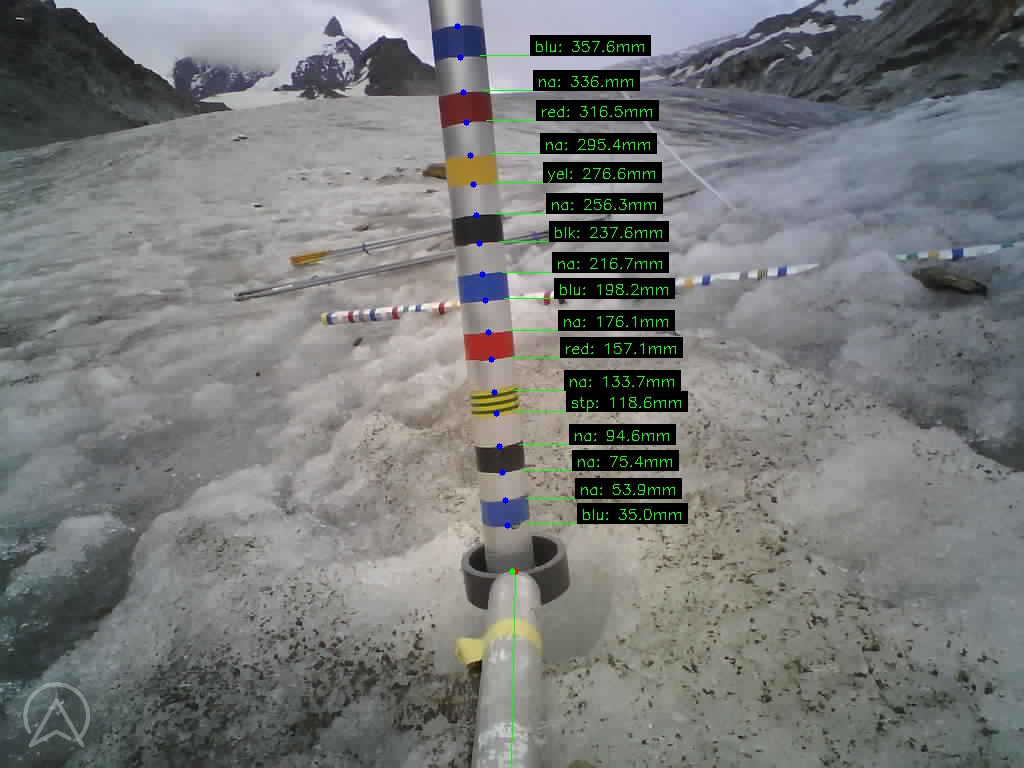 blu: 357.6mm
na: 336.mm
red: 316.5mm
na: 295.4mm
yel: 276.6mm
na: 256.3mm
blk: 237.6mm
na: 216.7mm
blu: 198.2mm
na: 176.1mm
red: 157.1mm
na: 133.7mm
stp: 118.6mm
na: 94.6mm
na: 75.4mm
na: 53.9mm
blu: 35.0mm